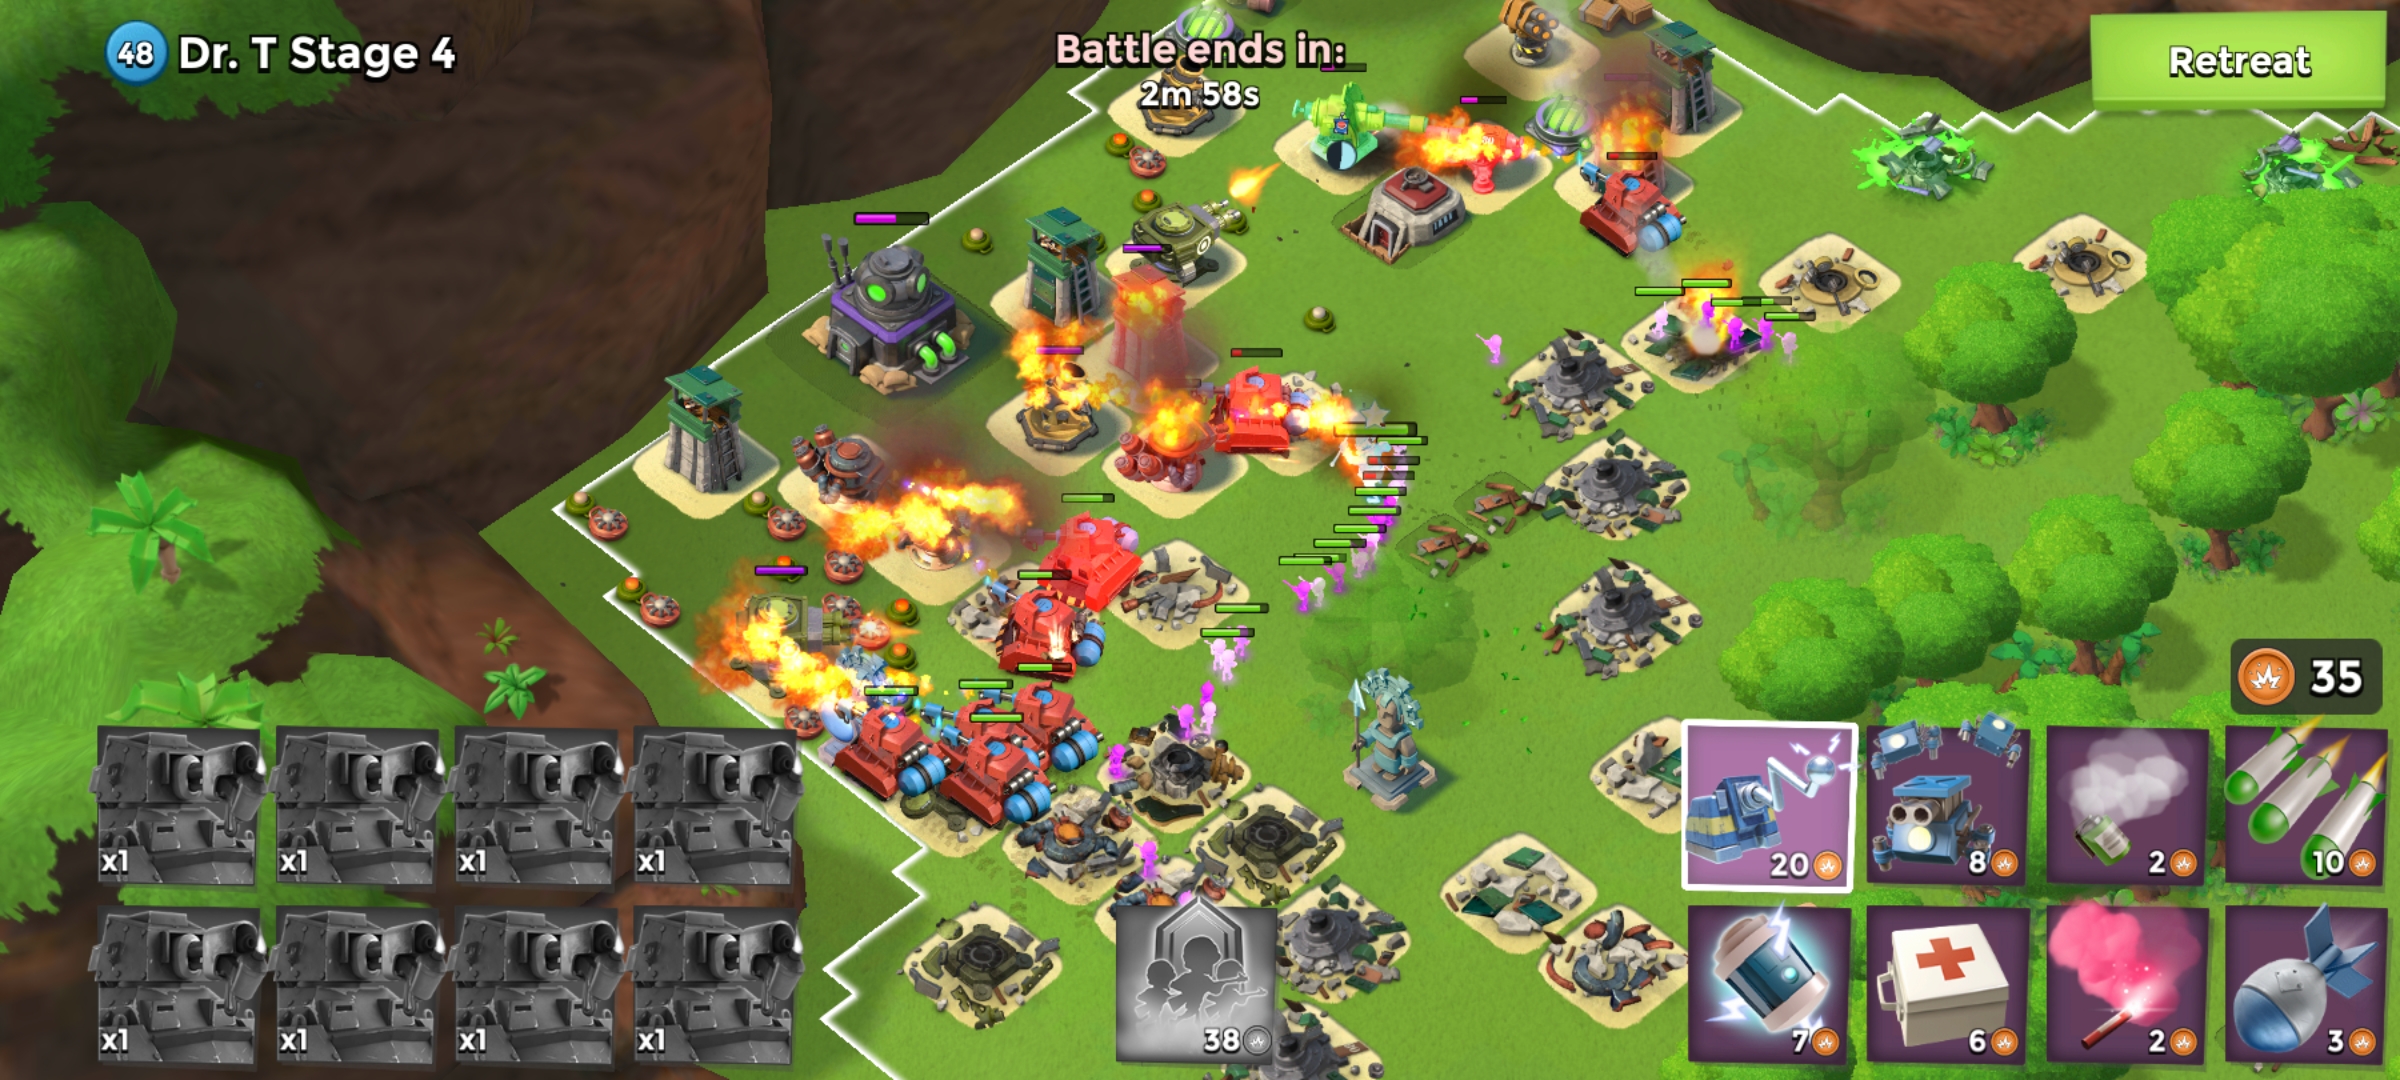 48 Dr. T Stage 4
Battle ends in:
2m 58s
Retreat
35
x1 x1 x1 x1
20 8 2 10
x1 x1 x1 x1
38
7 6 2 3